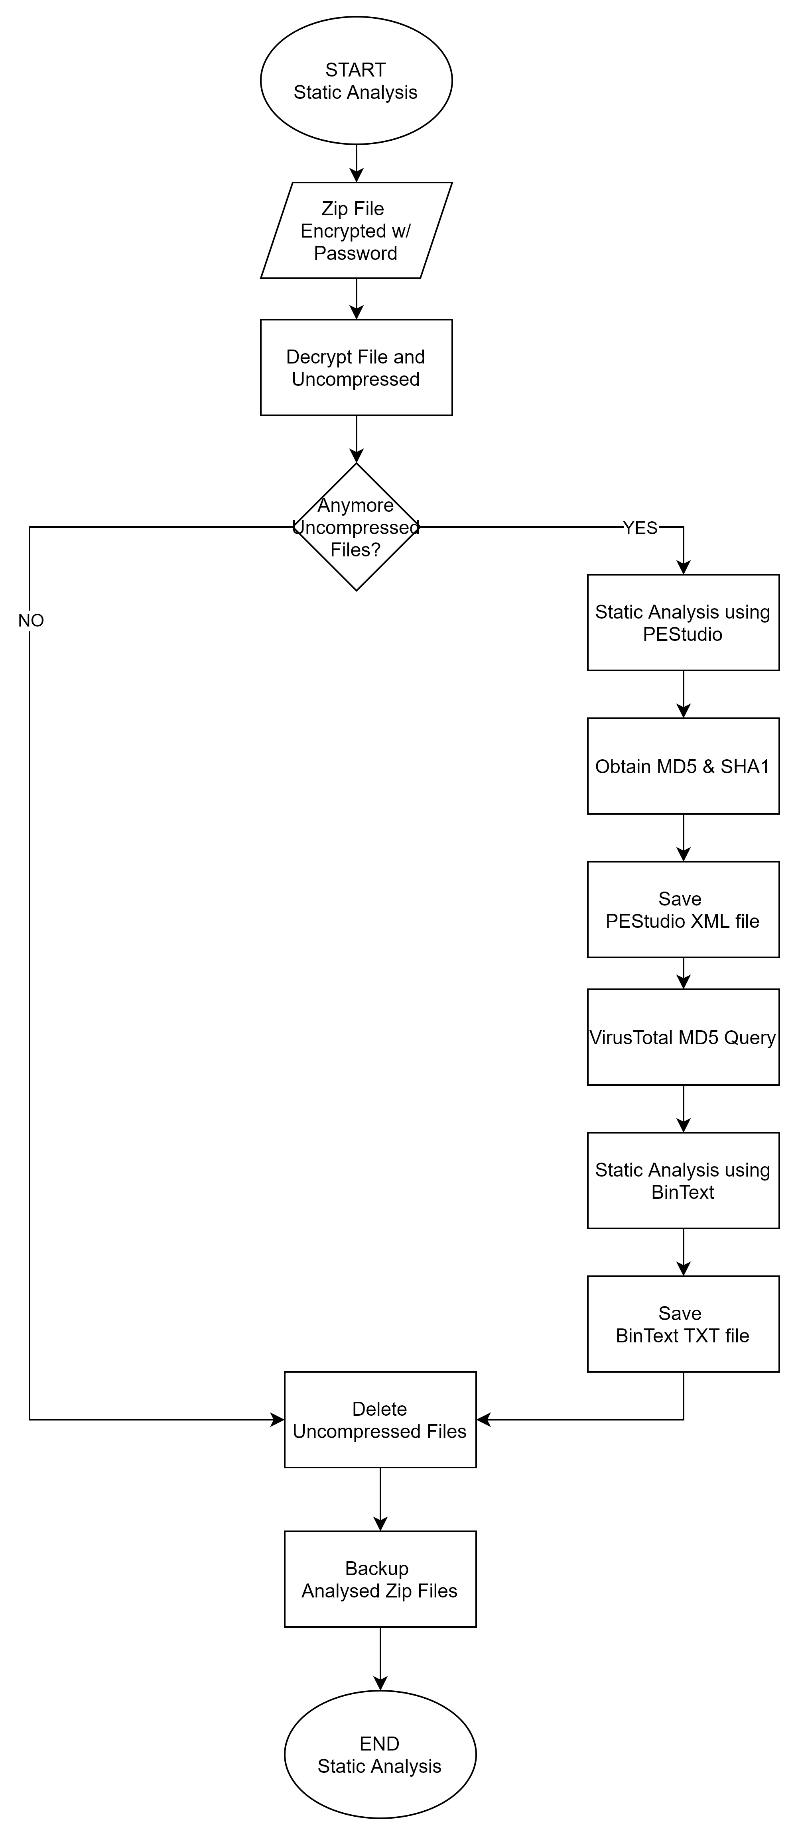 START
Static Analysis
Zip File
Encrypted w/
Password
Decrypt File and
Uncompressed
Anymore
Uncompressed
Files?
YES
NO
Static Analysis using
PEStudio
Obtain MD5 & SHA1
Save
PEStudio XML file
VirusTotal MD5 Query
Static Analysis using
BinText
Save
BinText TXT file
Delete
Uncompressed Files
Backup
Analysed Zip Files
END
Static Analysis